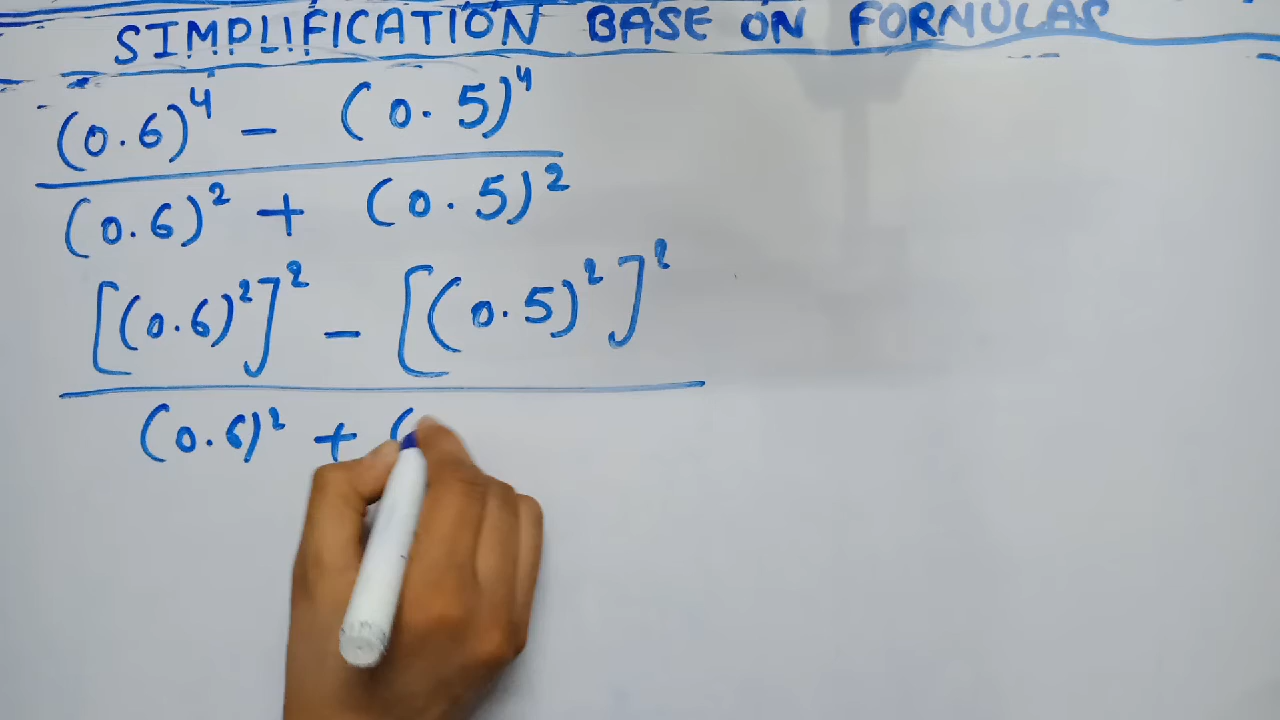 SIMPLIFICATION BASE ON FORMULAS
(0.6)⁴ - (0.5)⁴
(0.6)² + (0.5)²
[(0.6)²]² - [(0.5)²]²
(0.6)² + (